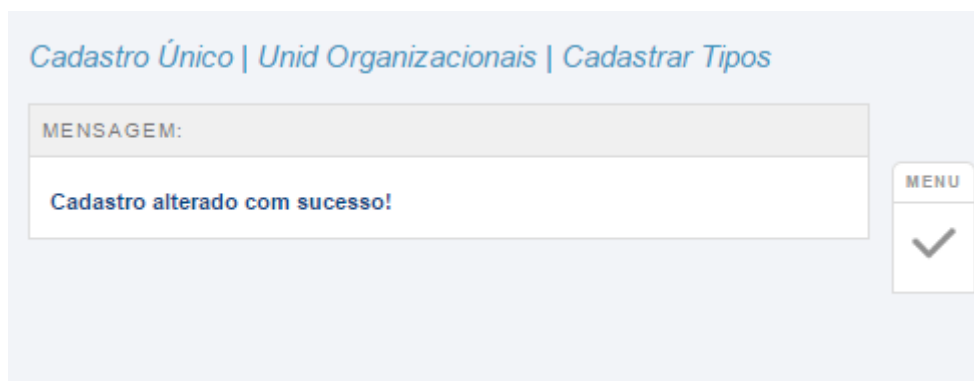 Cadastro Único | Unid Organizacionais | Cadastrar Tipos
MENSAGEM:
Cadastro alterado com sucesso!
MENU